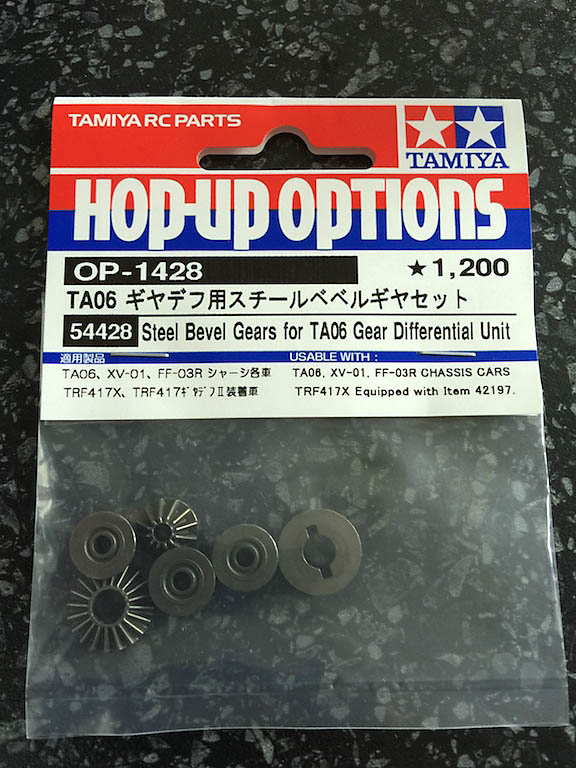 TAMIYA RC PARTS
TAMIYA
HOP-UP OPTIONS
OP-1428
★1,200
TA06 ギヤデフ用スチールベベルギヤセット
54428 Steel Bevel Gears for TA06 Gear Differential Unit
適用製品
USABLE WITH :
TA06、XV-01、FF-03R シャーシ各車
TA06, XV-01, FF-03R CHASSIS CARS
TRF417X、TRF417ギヤデフⅡ装着車
TRF417X Equipped with Item 42197.